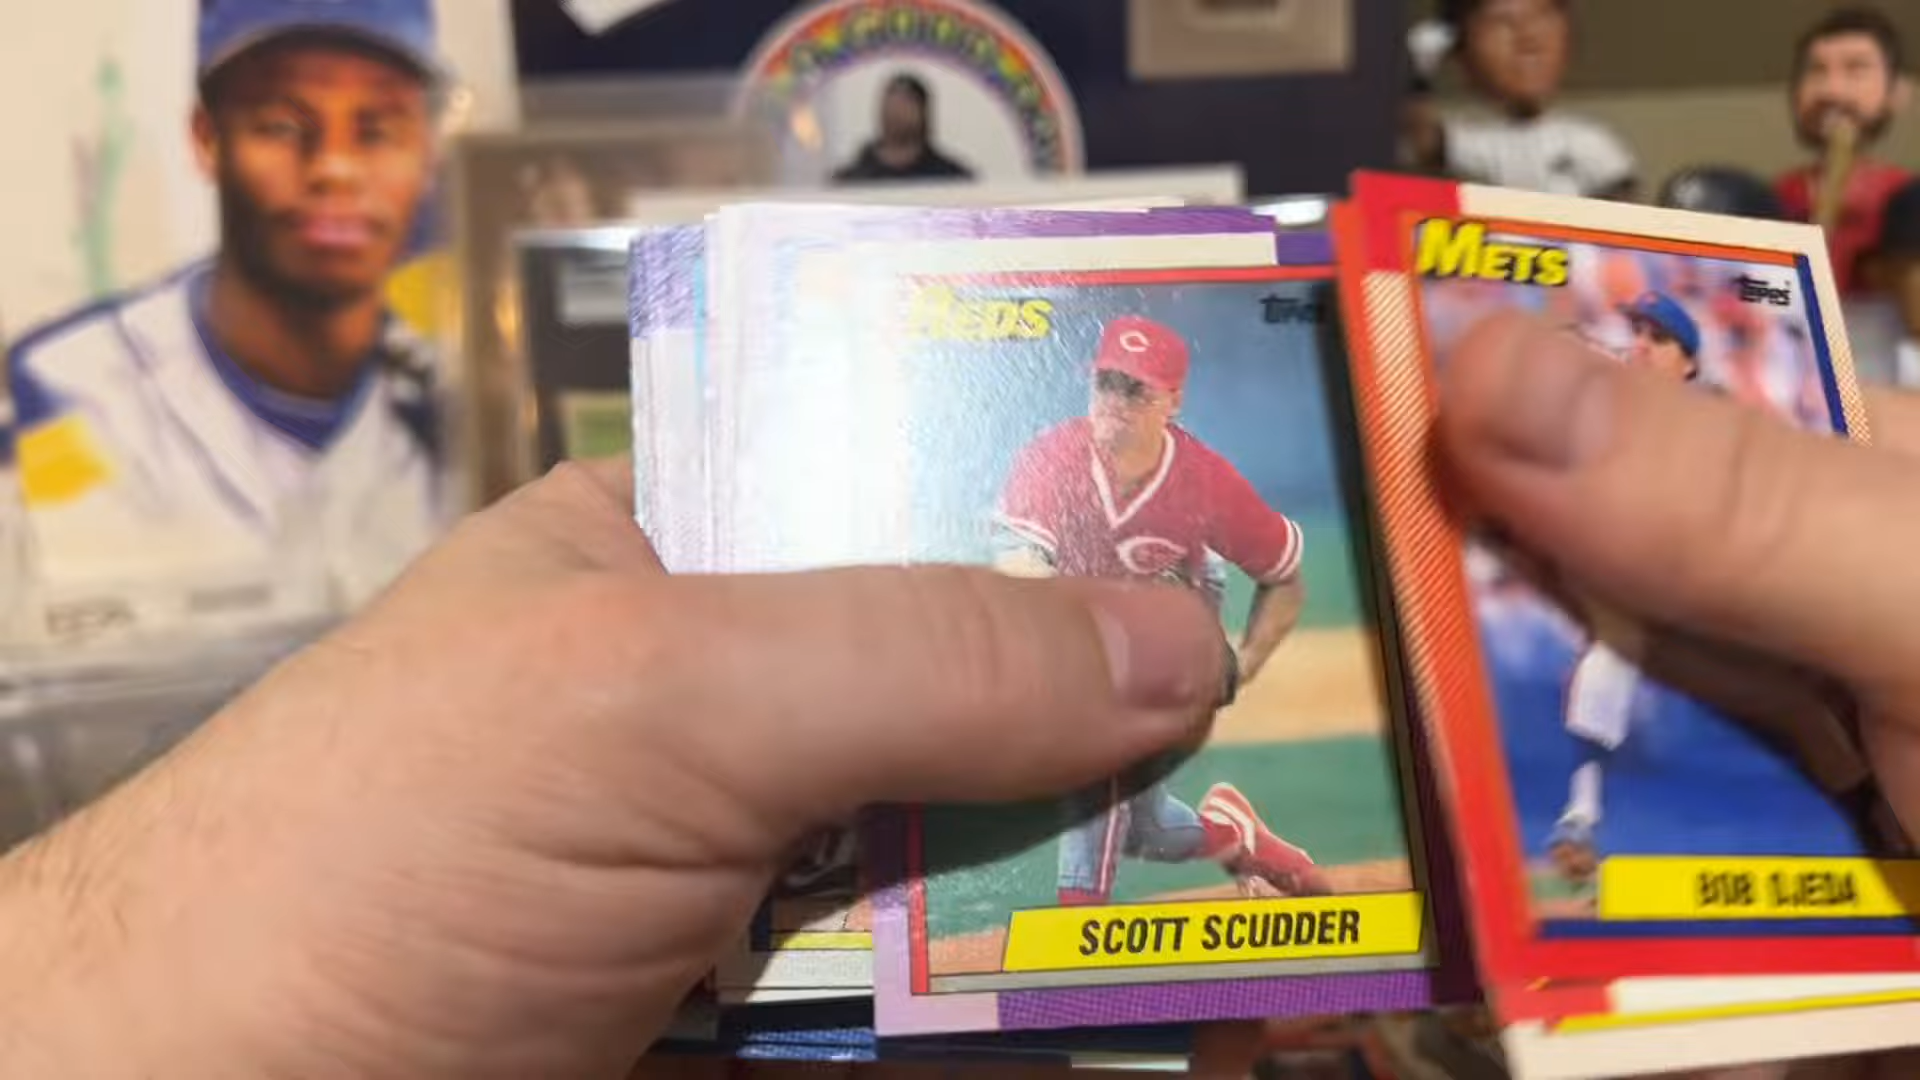 REDS
TOPPS
SCOTT SCUDDER
METS
TOPPS
BOB OJEDA